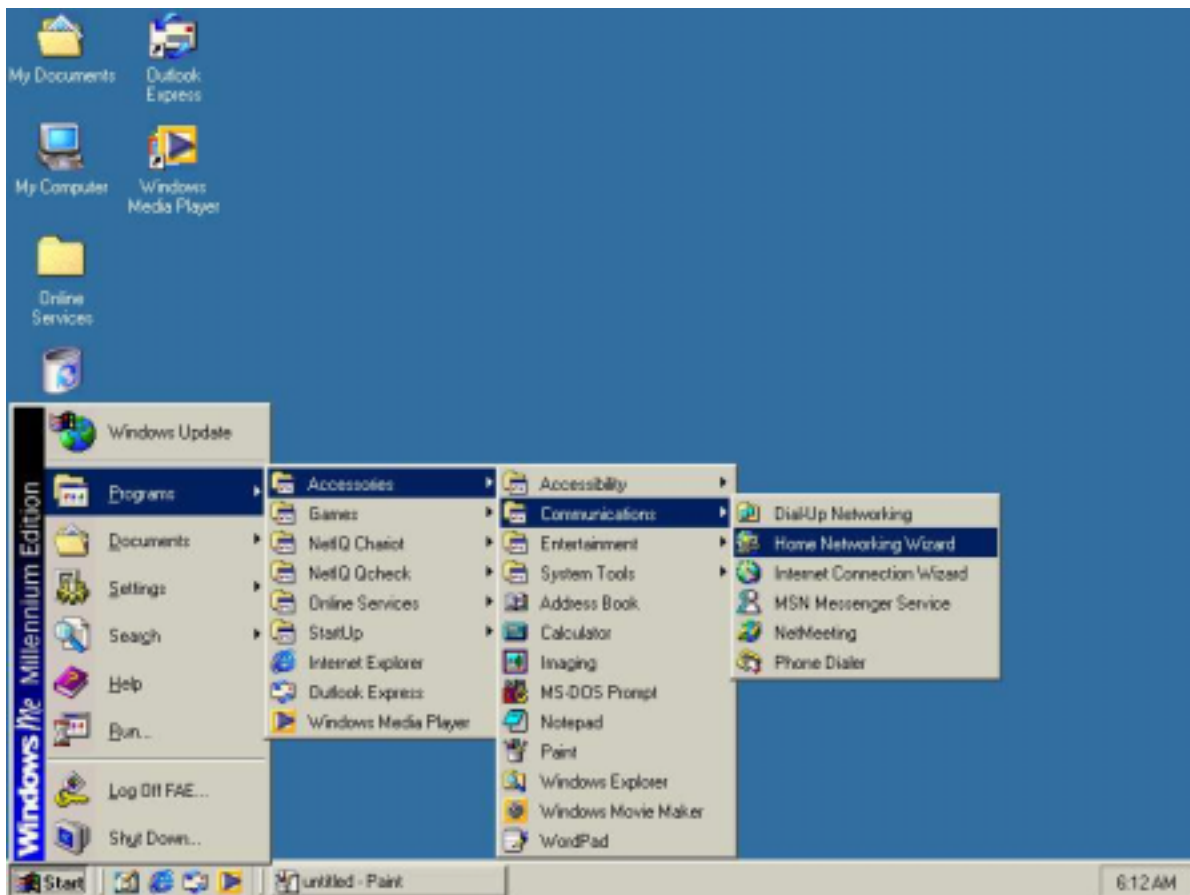 My Documents
Outlook
Express
My Computer
Windows
Media Player
Online
Services
Windows Me Millennium Edition
Windows Update
Programs
Documents
Settings
Search
Help
Run...
Log Off FAE...
Shut Down...
Accessories
Games
NetIQ Chariot
NetIQ Qcheck
Online Services
StartUp
Internet Explorer
Outlook Express
Windows Media Player
Accessibility
Communications
Entertainment
System Tools
Address Book
Calculator
Imaging
MS-DOS Prompt
Notepad
Paint
Windows Explorer
Windows Movie Maker
WordPad
Dial-Up Networking
Home Networking Wizard
Internet Connection Wizard
MSN Messenger Service
NetMeeting
Phone Dialer
Start
untitled - Paint
6:12 AM